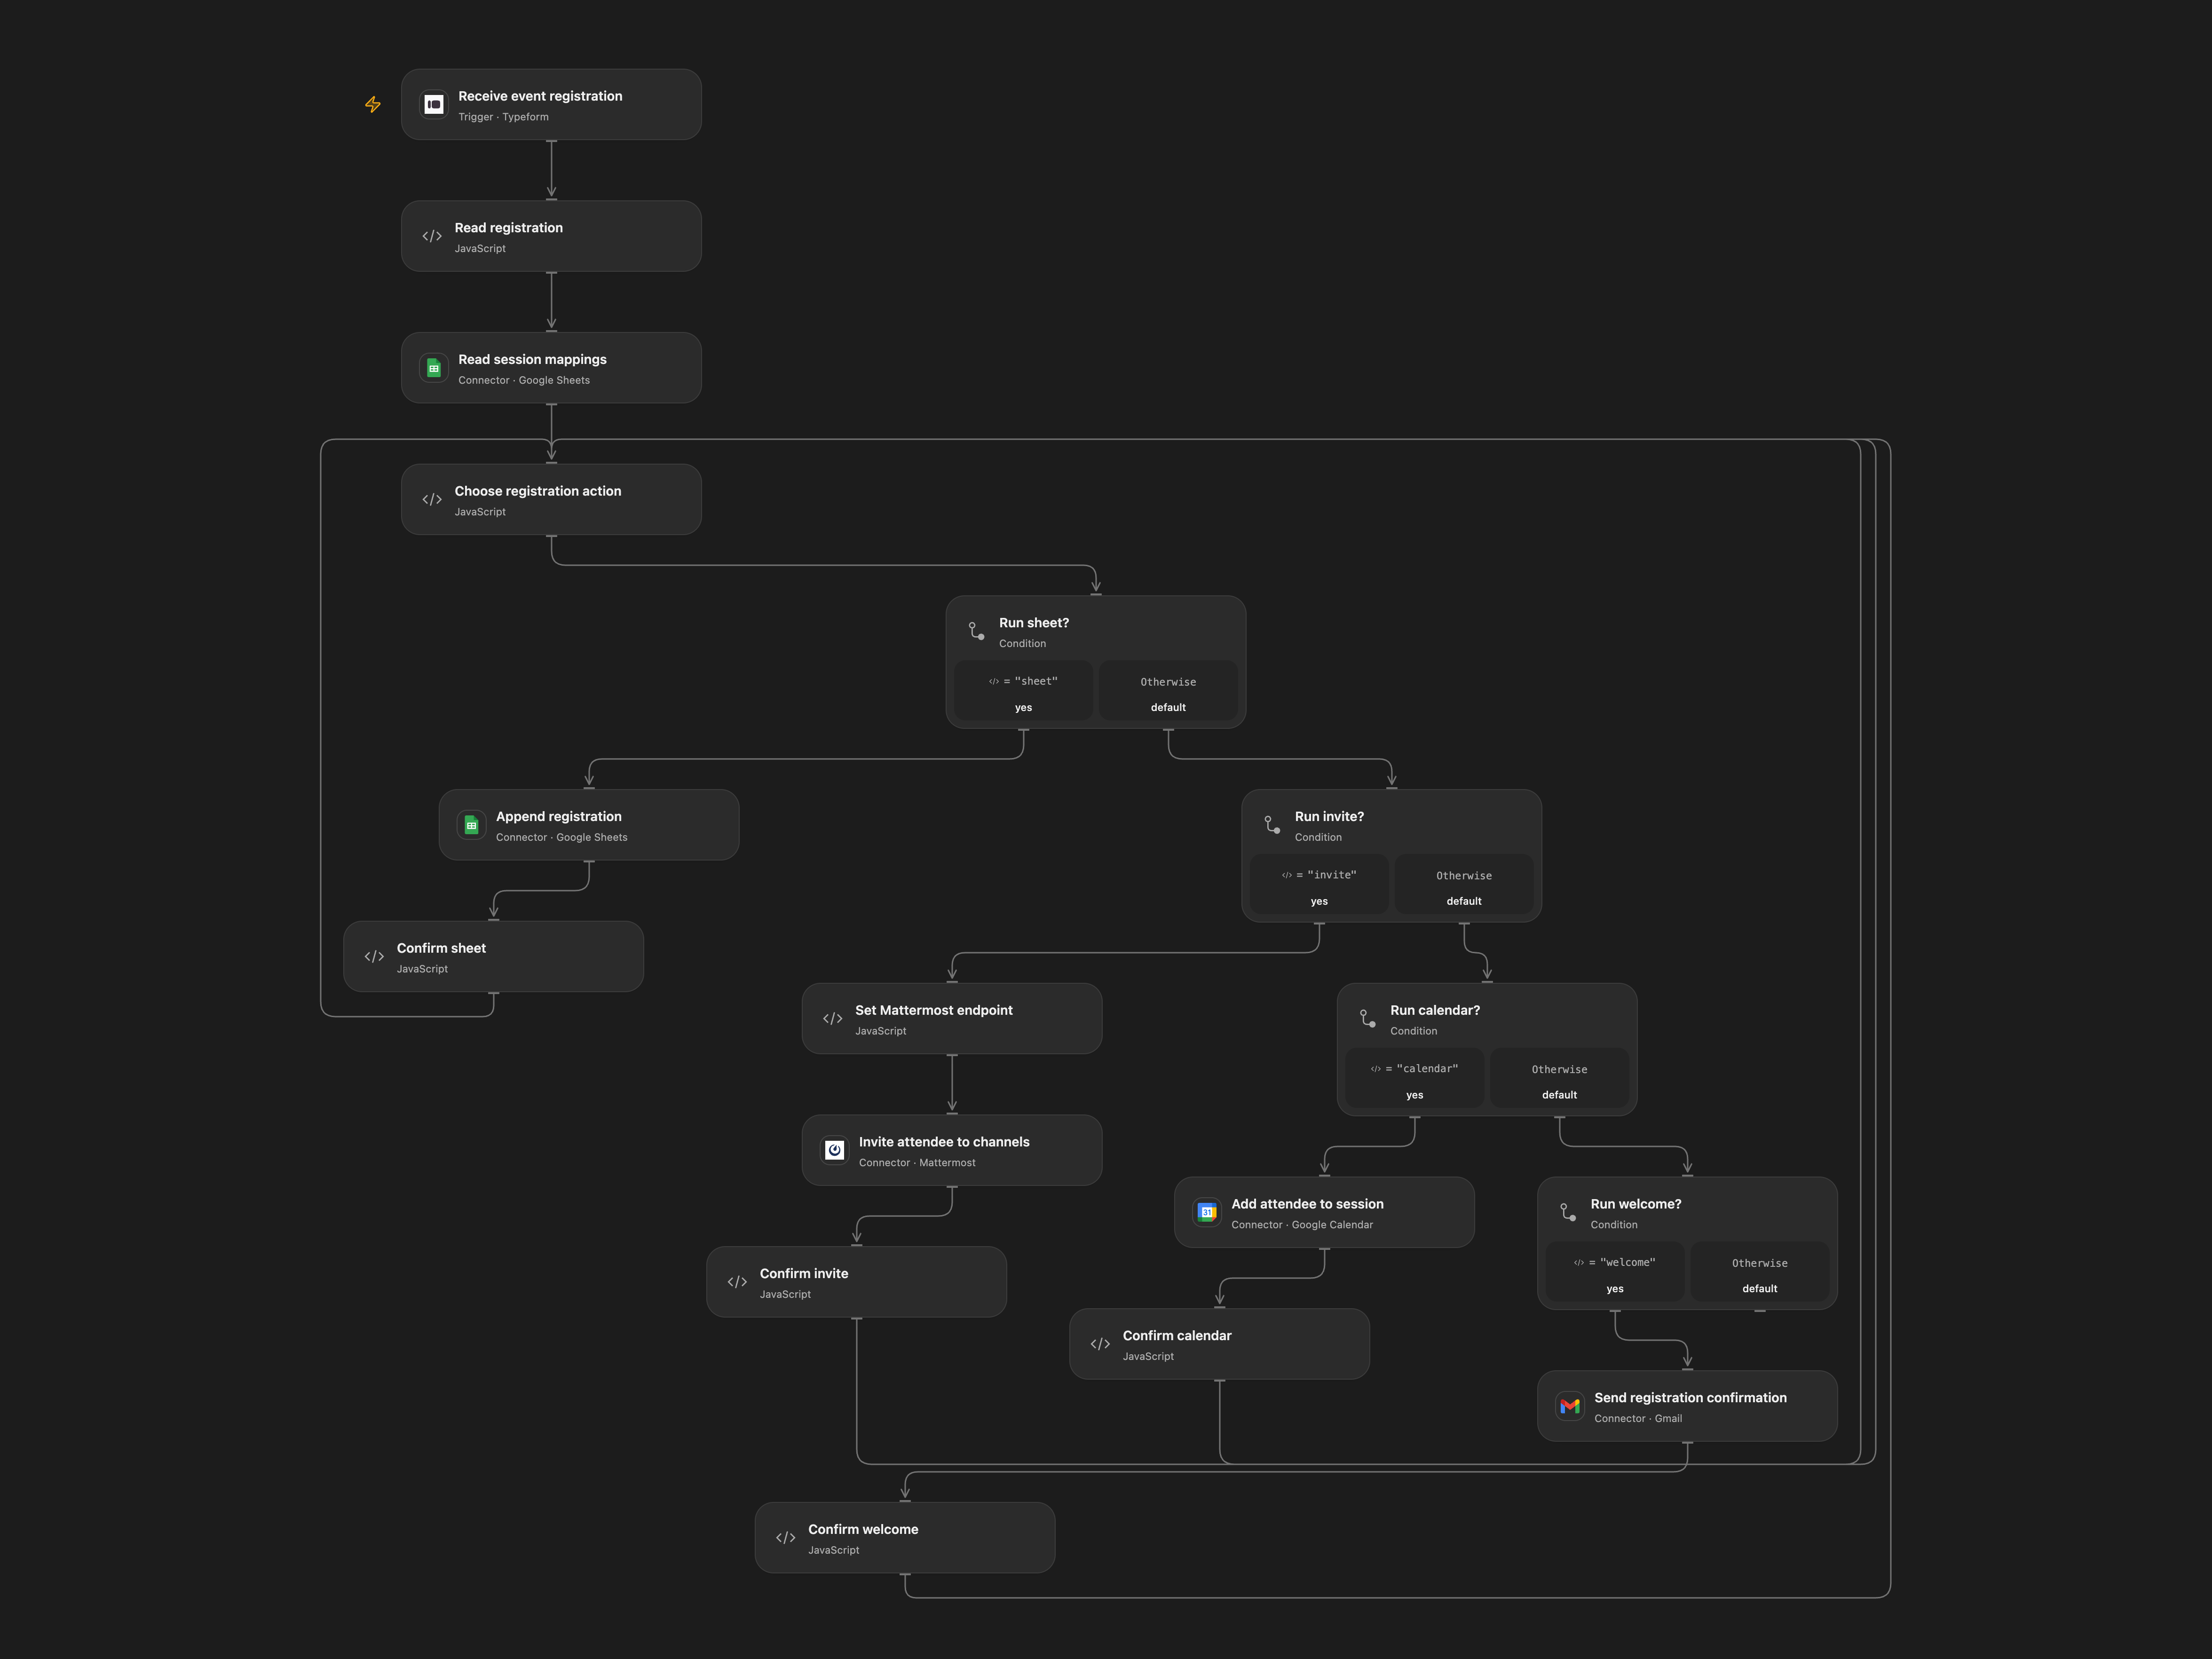 Receive event registration
Trigger · Typeform
Read registration
JavaScript
Read session mappings
Connector · Google Sheets
Choose registration action
JavaScript
Run sheet?
Condition
</> = "sheet"
yes
Otherwise
default
Append registration
Connector · Google Sheets
Run invite?
Condition
</> = "invite"
yes
Otherwise
default
Confirm sheet
JavaScript
Set Mattermost endpoint
JavaScript
Run calendar?
Condition
</> = "calendar"
yes
Otherwise
default
Invite attendee to channels
Connector · Mattermost
Add attendee to session
Connector · Google Calendar
31
Run welcome?
Condition
</> = "welcome"
yes
Otherwise
default
Confirm invite
JavaScript
Confirm calendar
JavaScript
Send registration confirmation
Connector · Gmail
Confirm welcome
JavaScript